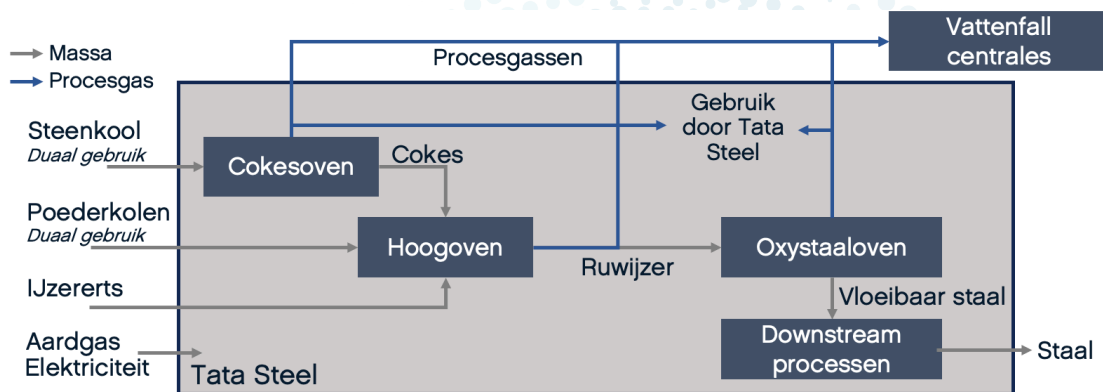 Vattenfall
centrales
Massa
Procesgassen
Procesgas
Steenkool
Duaal gebruik
Gebruik
door Tata
Steel
Cokesoven
Cokes
Poederkolen
Duaal gebruik
Hoogoven
Oxystaaloven
Ruwijzer
IJzererts
Vloeibaar staal
Aardgas
Elektriciteit
Downstream
processen
Staal
Tata Steel